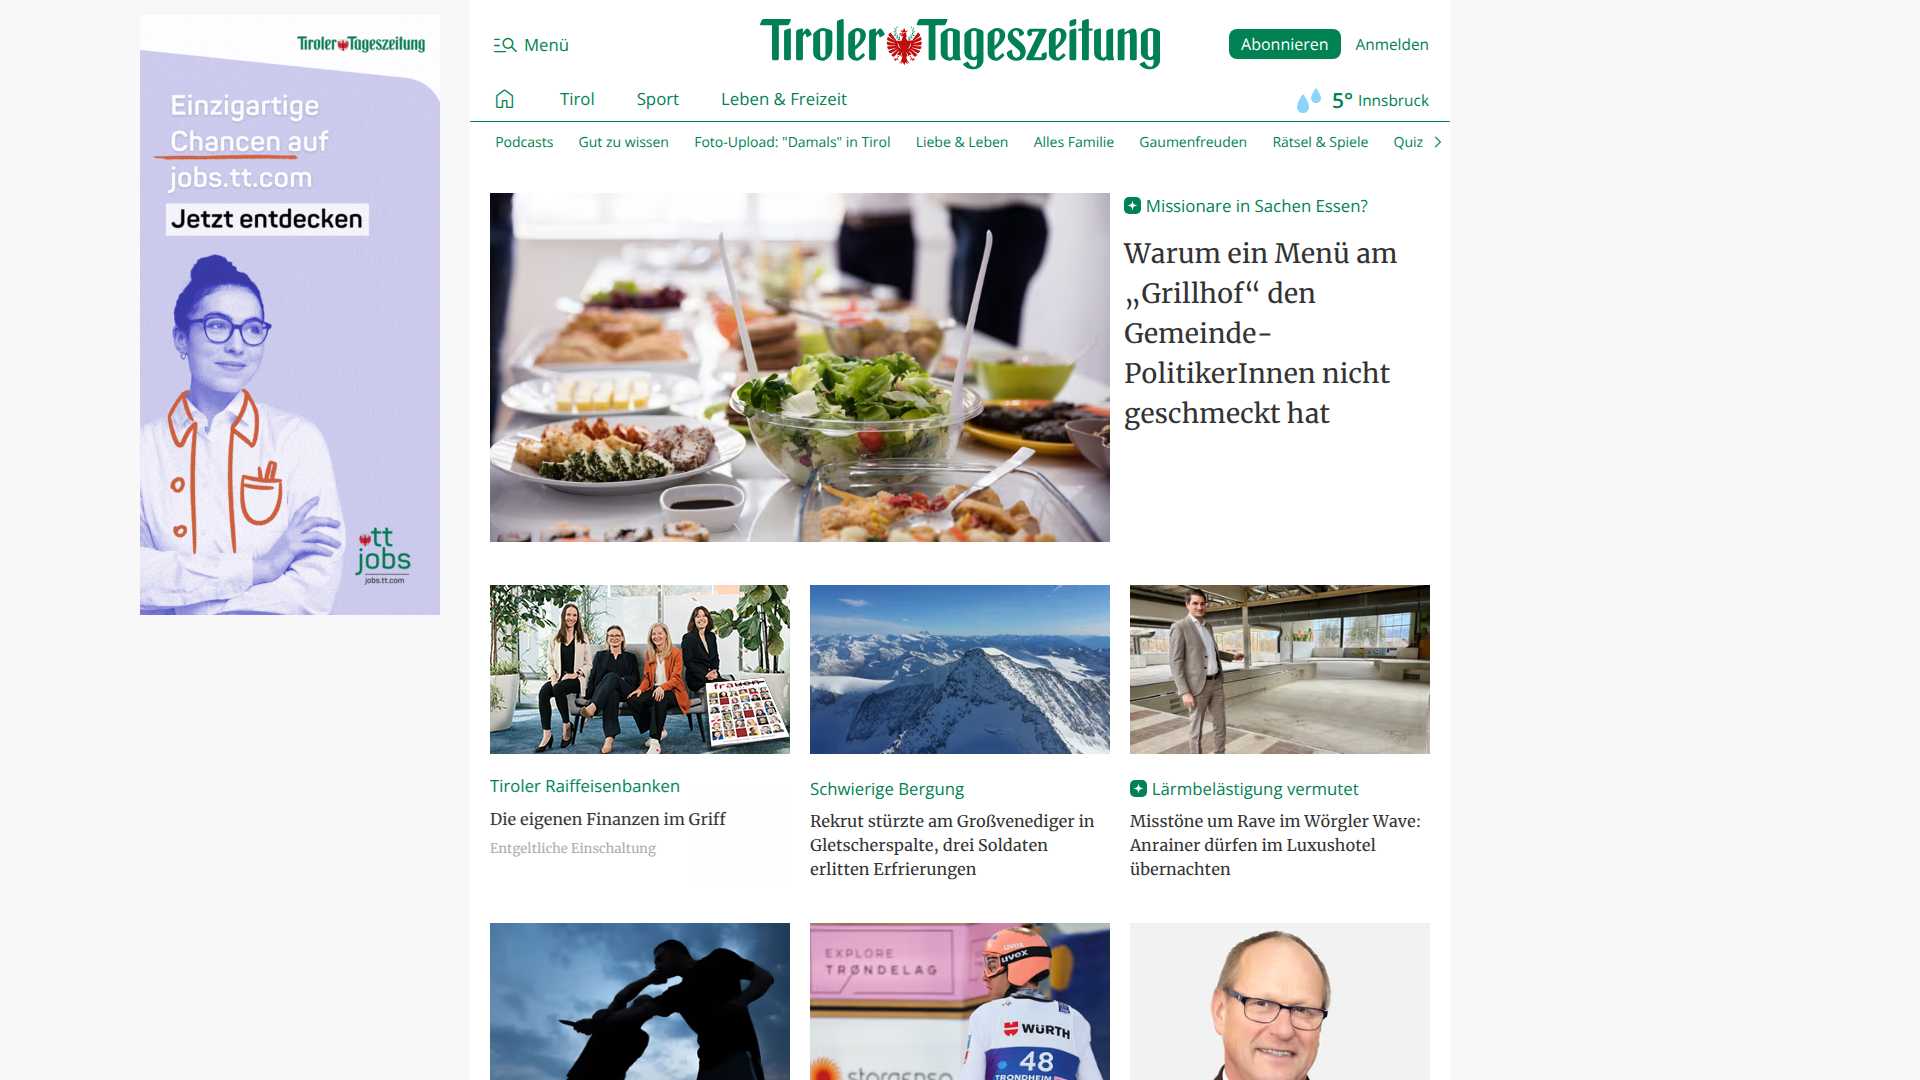 Tiroler Tageszeitung
Einzigartige
Chancen auf
jobs.tt.com
Jetzt entdecken
tt
jobs
jobs.tt.com
Menü
Tiroler Tageszeitung
Abonnieren
Anmelden
Tirol
Sport
Leben & Freizeit
5° Innsbruck
Podcasts
Gut zu wissen
Foto-Upload: "Damals" in Tirol
Liebe & Leben
Alles Familie
Gaumenfreuden
Rätsel & Spiele
Quiz
Missionare in Sachen Essen?
Warum ein Menü am
„Grillhof“ den
Gemeinde-
PolitikerInnen nicht
geschmeckt hat
frauen
Tiroler Raiffeisenbanken
Die eigenen Finanzen im Griff
Entgeltliche Einschaltung
Schwierige Bergung
Rekrut stürzte am Großvenediger in
Gletscherspalte, drei Soldaten
erlitten Erfrierungen
Lärmbelästigung vermutet
Misstöne um Rave im Wörgler Wave:
Anrainer dürfen im Luxushotel
übernachten
EXPLORE
TRØNDELAG
uvex
uvex
WÜRTH
48
TRONDHEIM
storaenso